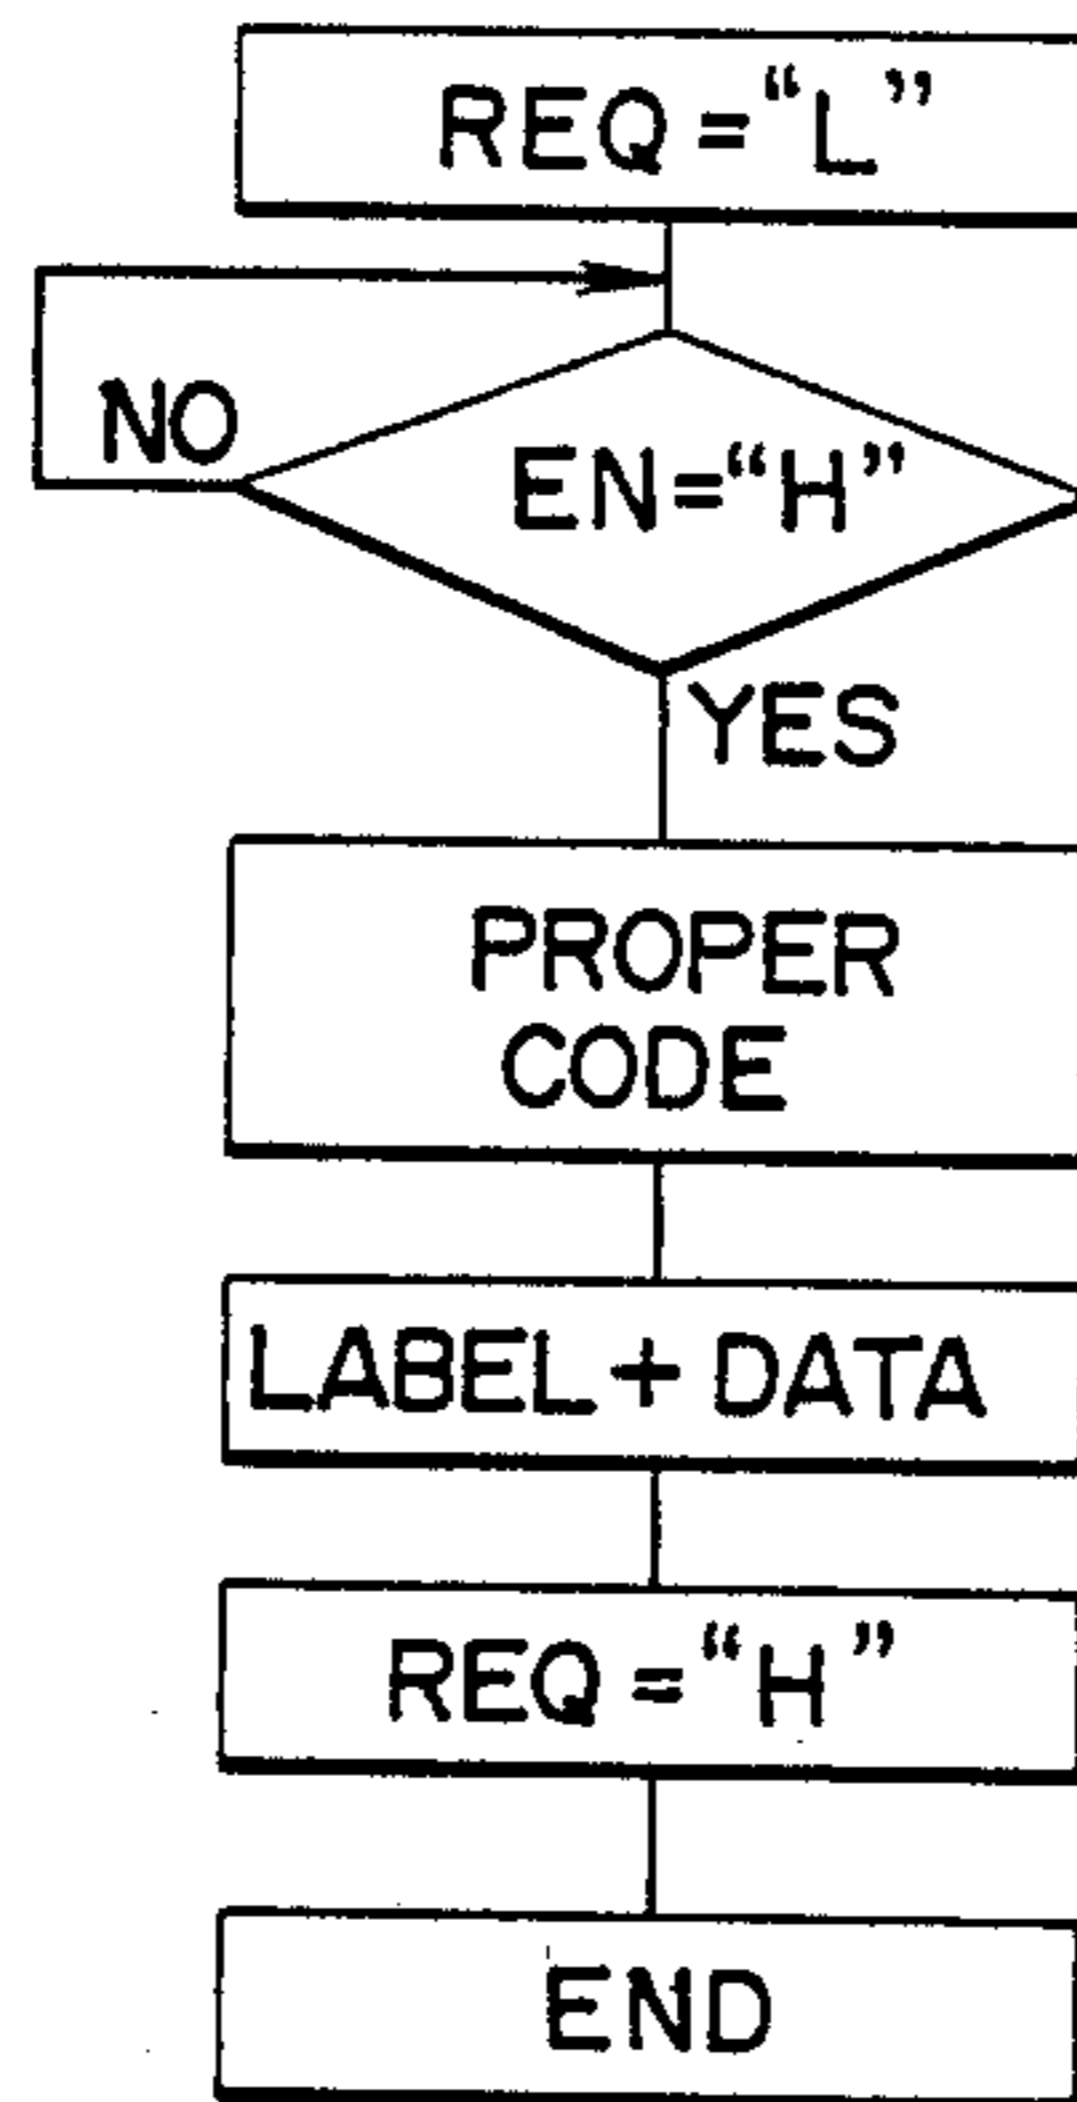 REQ = “L”
NO
EN=“H”
YES
PROPER
CODE
LABEL + DATA
REQ = “H”
END